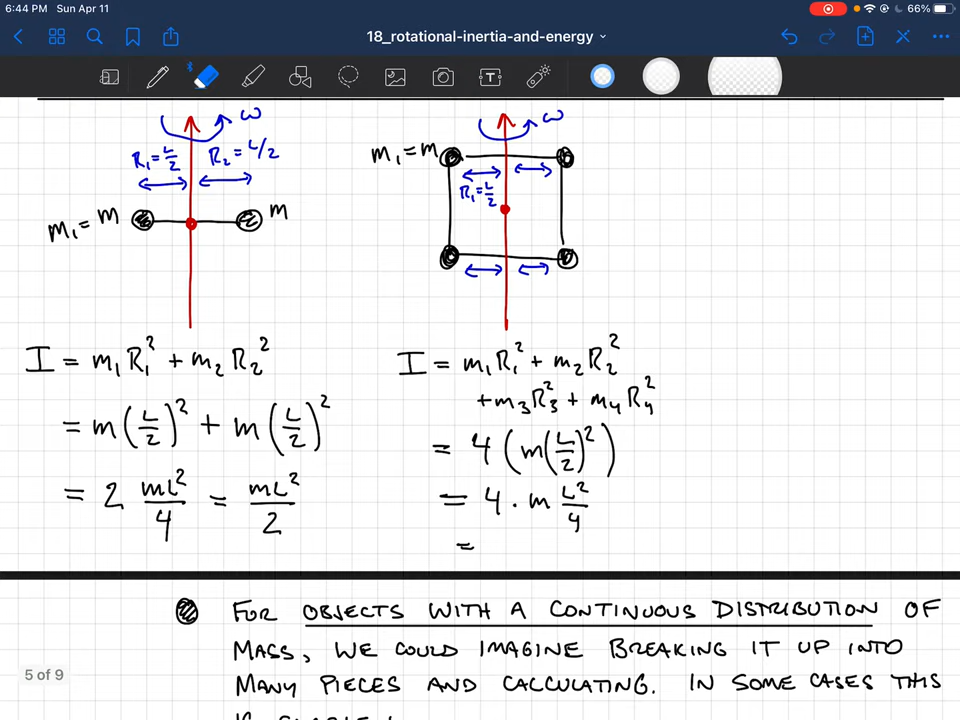 6:44 PM Sun Apr 11
66%
18_rotational-inertia-and-energy
T
ω
R₁ = L/2
R₂ = L/2
m₁ = m
m
ω
m₁ = m
R₁ = L/2
I = m₁R₁² + m₂R₂²
= m(L/2)² + m(L/2)²
= 2 mL²/4 = mL²/2
I = m₁R₁² + m₂R₂²
+ m₃R₃² + m₄R₄²
= 4(m(L/2)²)
= 4 · m L²/4
=
FOR OBJECTS WITH A CONTINUOUS DISTRIBUTION OF
MASS, WE COULD IMAGINE BREAKING IT UP INTO
MANY PIECES AND CALCULATING. IN SOME CASES THIS
5 of 9